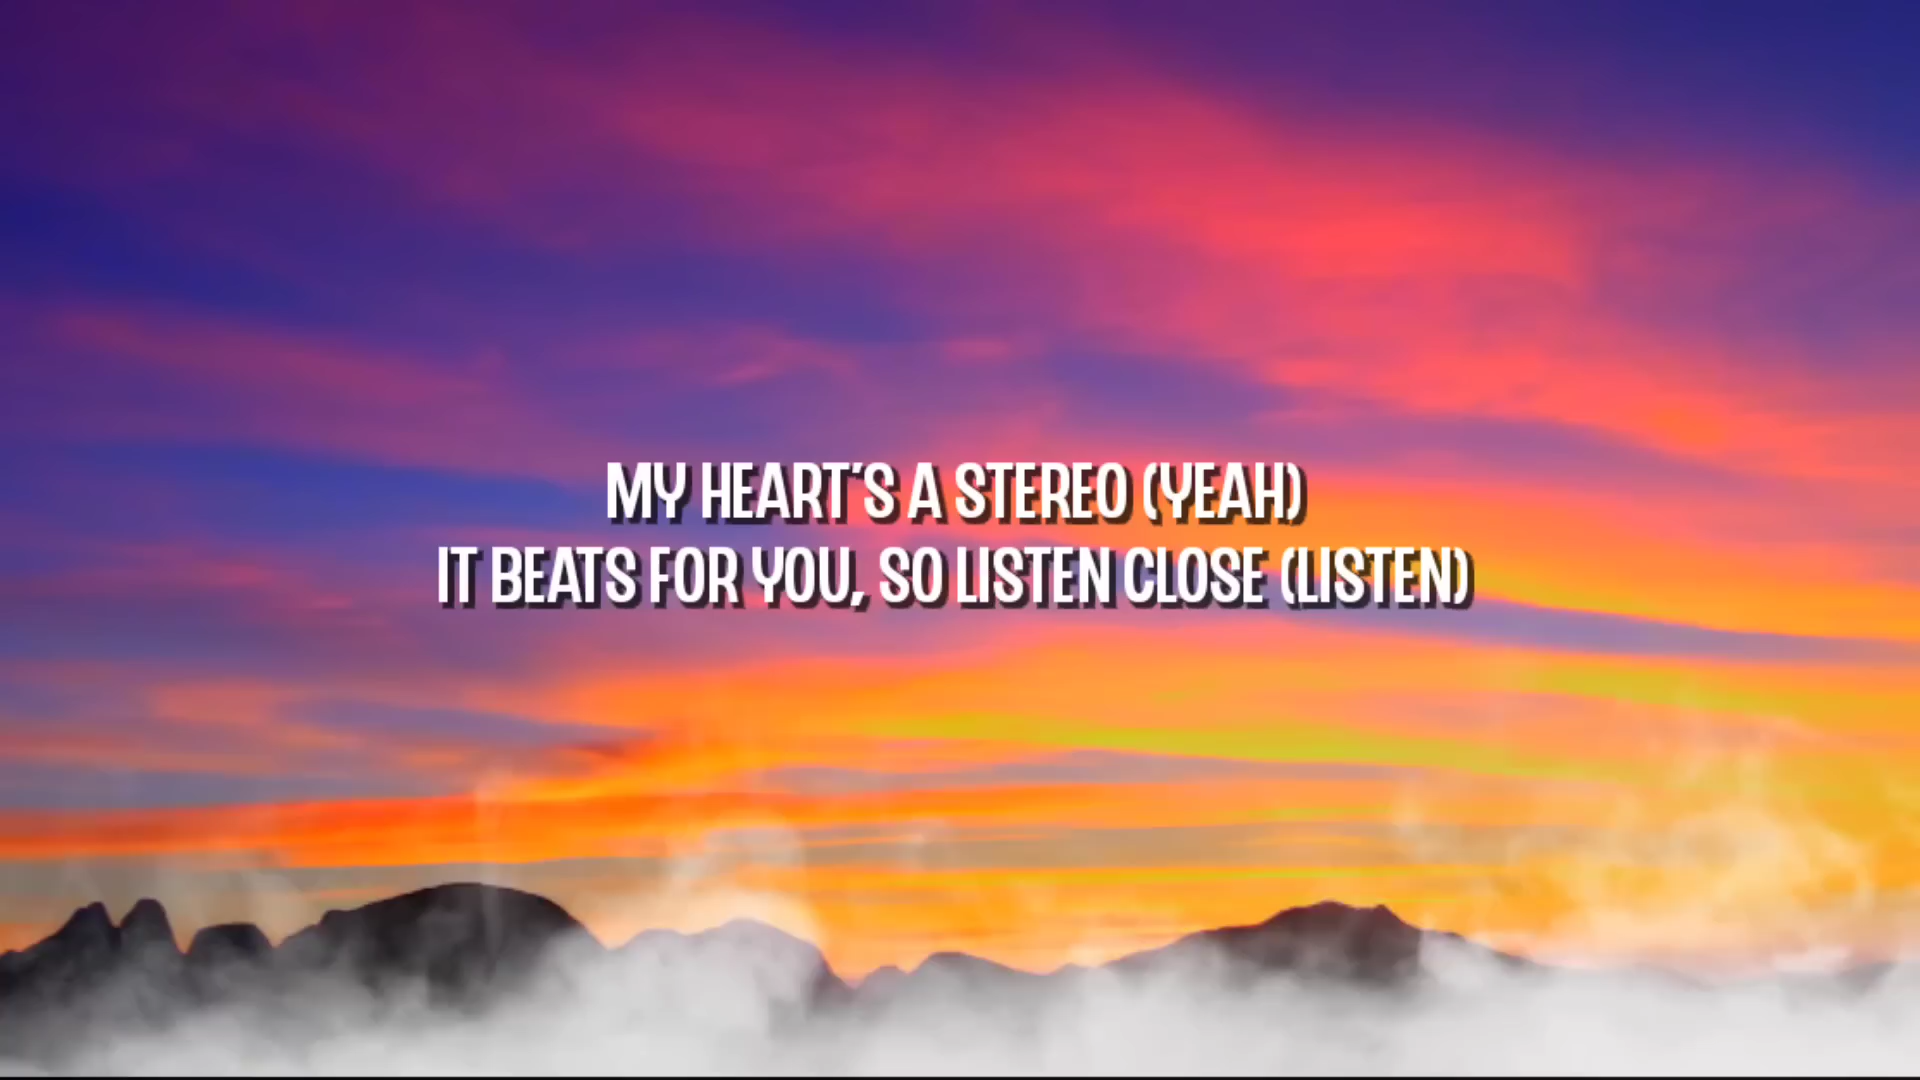 MY HEART'S A STEREO (YEAH)
IT BEATS FOR YOU, SO LISTEN CLOSE (LISTEN)